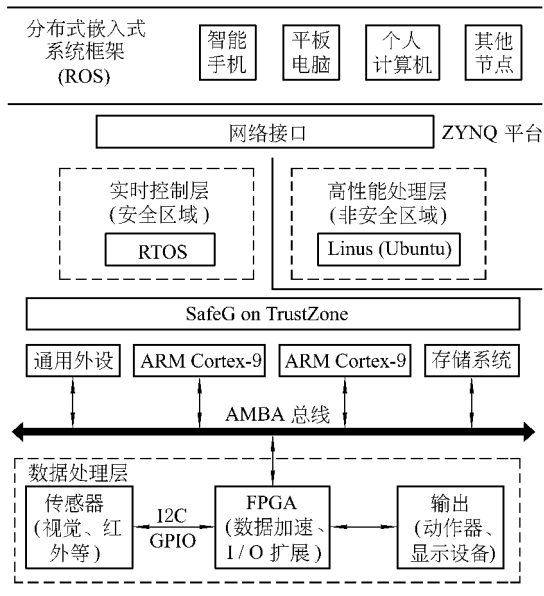 分布式嵌入式
系统框架
(ROS)
智能
手机
平板
电脑
个人
计算机
其他
节点
网络接口
ZYNQ 平台
实时控制层
(安全区域)
RTOS
高性能处理层
(非安全区域)
Linus (Ubuntu)
SafeG on TrustZone
通用外设
ARM Cortex-9
ARM Cortex-9
存储系统
AMBA 总线
数据处理层
传感器
(视觉、红
外等)
I2C
GPIO
FPGA
(数据加速、
I / O 扩展)
输出
(动作器、
显示设备)